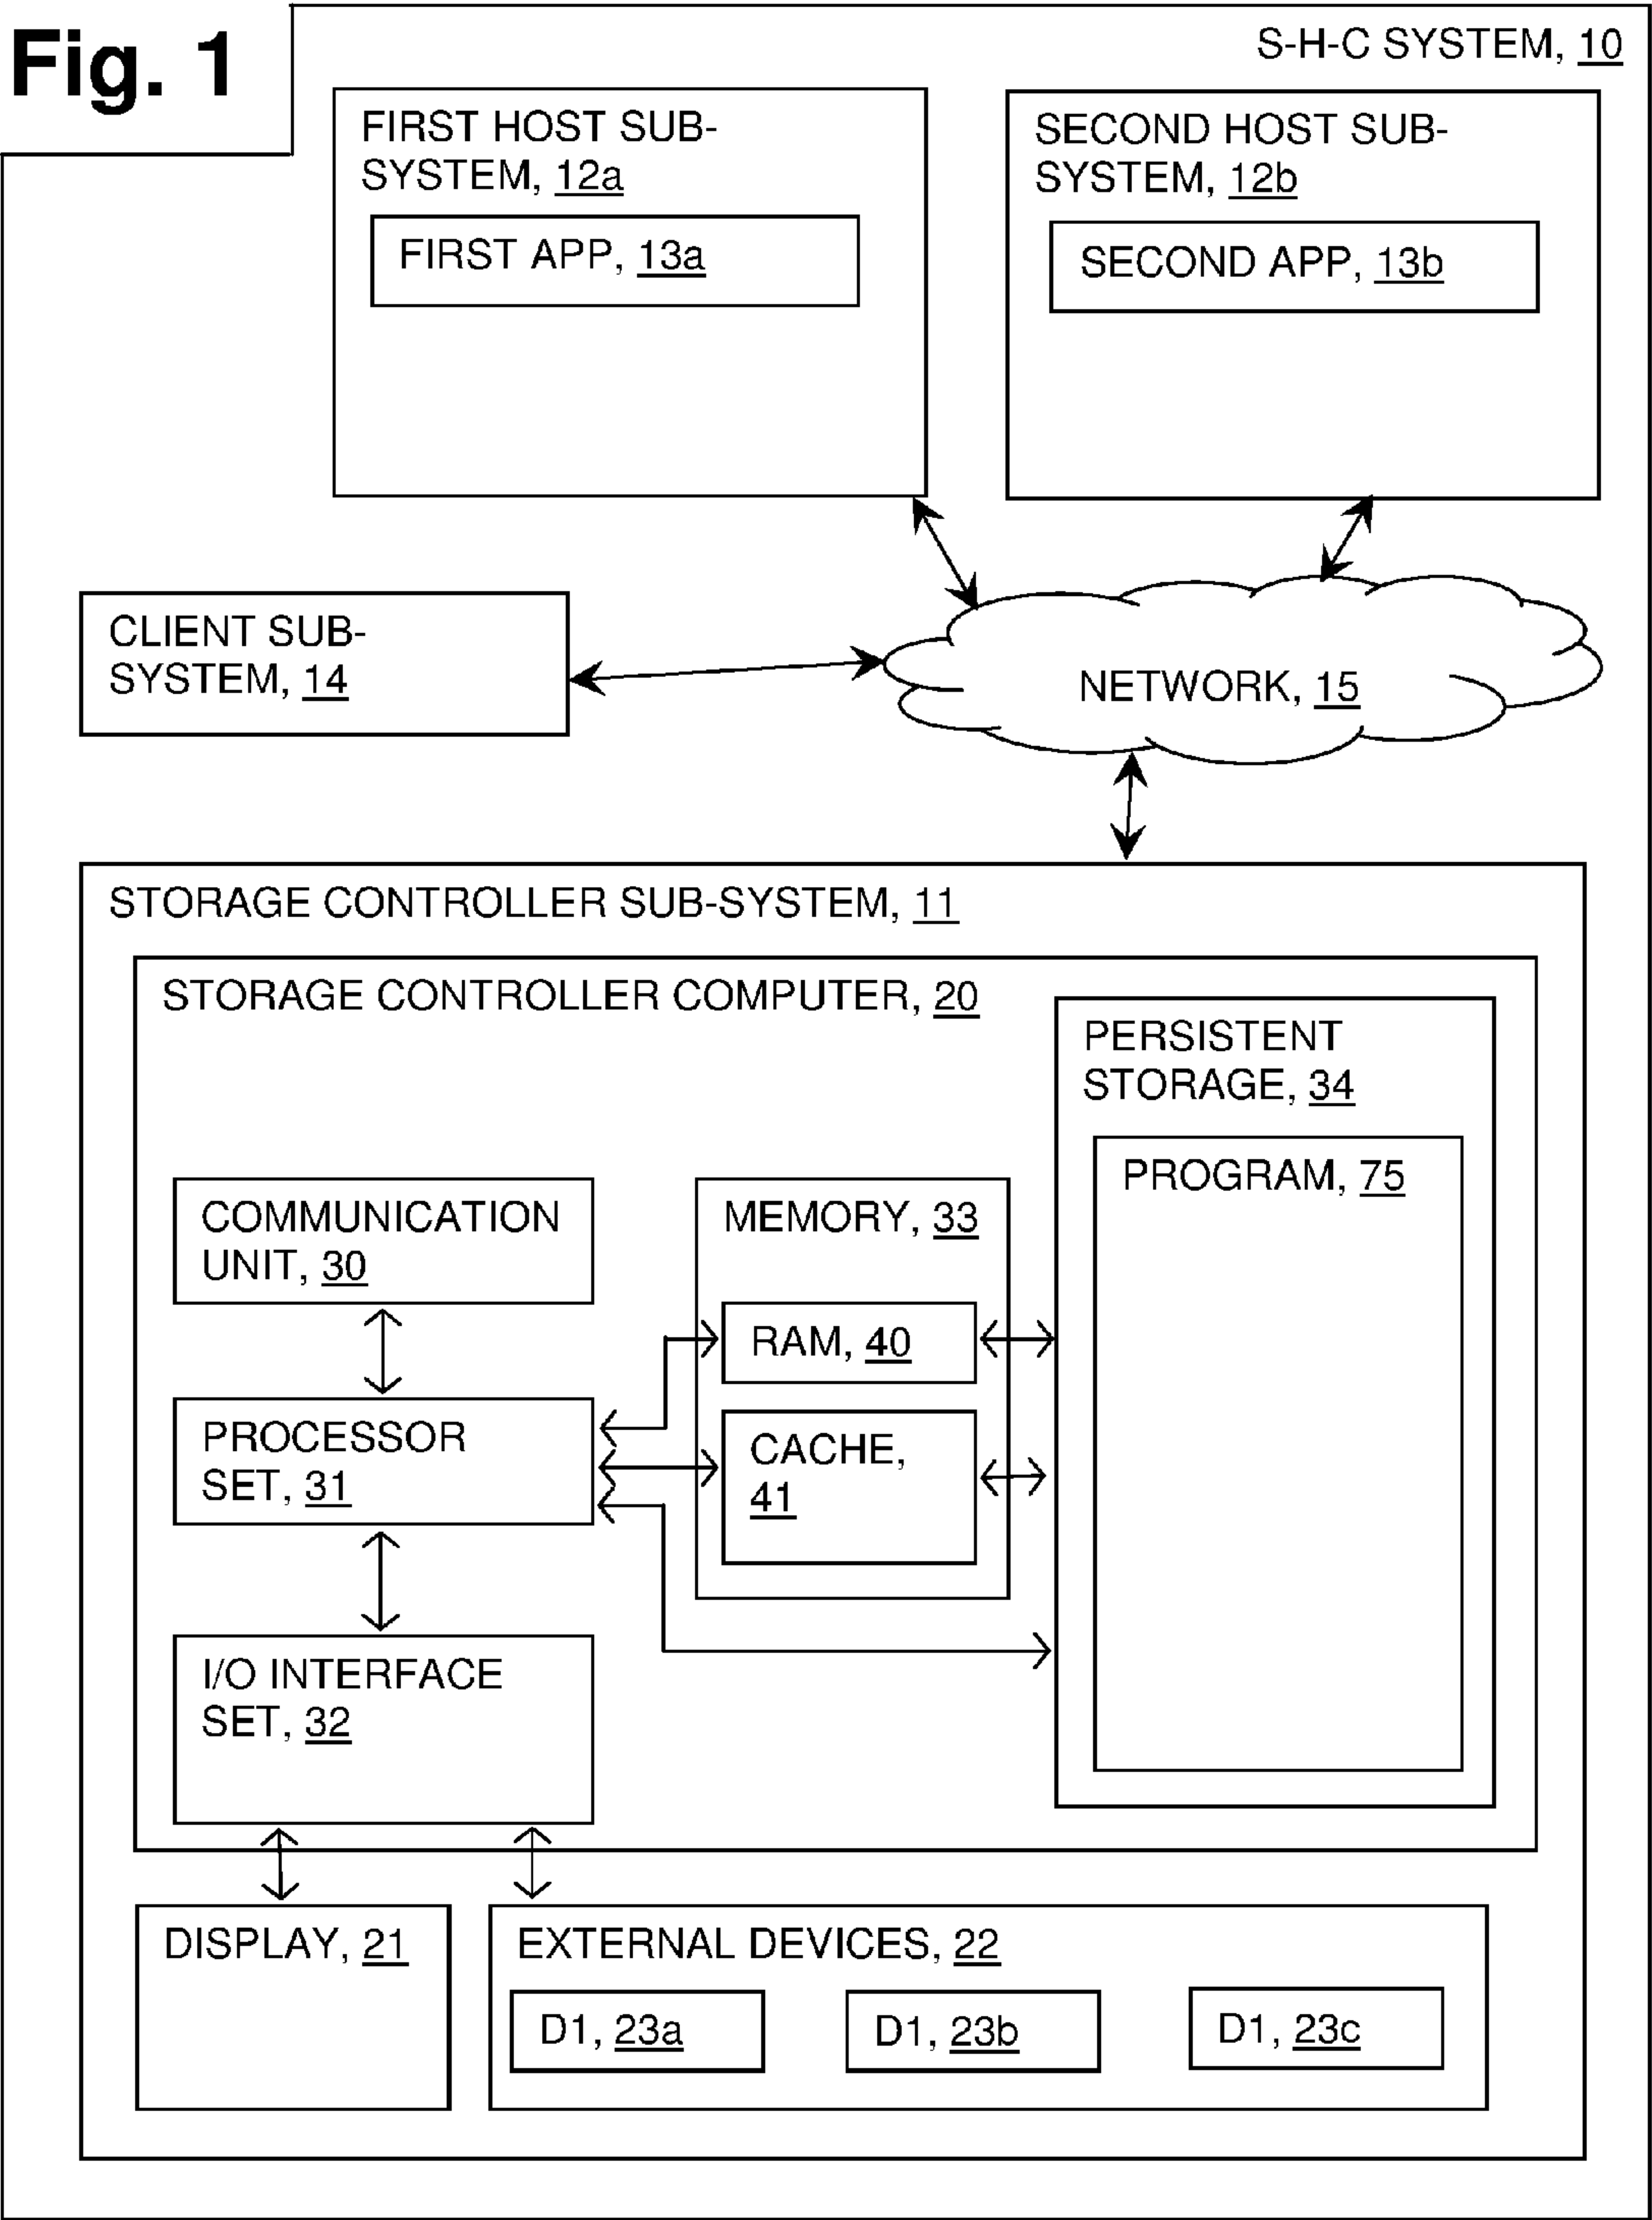 Fig. 1
S-H-C SYSTEM, 10
FIRST HOST SUB-
SYSTEM, 12a
FIRST APP, 13a
SECOND HOST SUB-
SYSTEM, 12b
SECOND APP, 13b
CLIENT SUB-
SYSTEM, 14
NETWORK, 15
STORAGE CONTROLLER SUB-SYSTEM, 11
STORAGE CONTROLLER COMPUTER, 20
PERSISTENT
STORAGE, 34
PROGRAM, 75
COMMUNICATION
UNIT, 30
MEMORY, 33
RAM, 40
PROCESSOR
SET, 31
CACHE,
41
I/O INTERFACE
SET, 32
DISPLAY, 21
EXTERNAL DEVICES, 22
D1, 23a
D1, 23b
D1, 23c